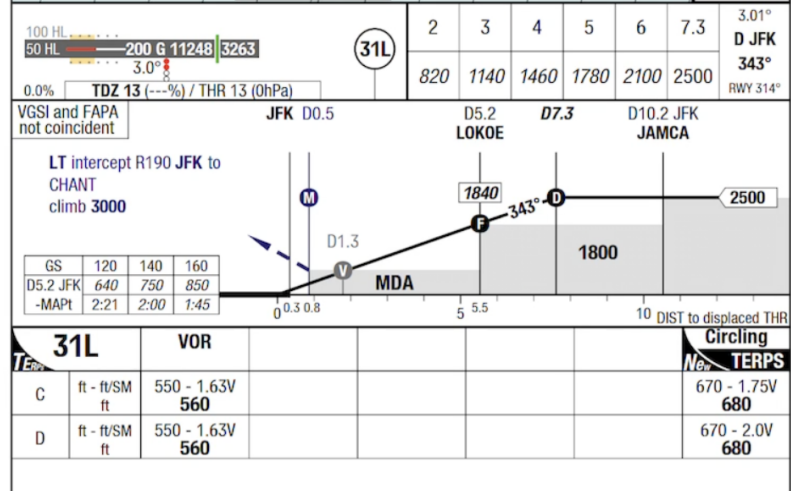 100 HL
50 HL 200 G 11248 3263
3.0°
0.0% TDZ 13 (---%) / THR 13 (0hPa)
31L
2 3 4 5 6 7.3
820 1140 1460 1780 2100 2500
3.01°
D JFK
343°
RWY 314°
VGSI and FAPA
not coincident
JFK D0.5 D5.2 D7.3 D10.2 JFK
LOKOE JAMCA
LT intercept R190 JFK to
CHANT
climb 3000
M
1840
343°
D
2500
F
D1.3
V
MDA
1800
GS 120 140 160
D5.2 JFK 640 750 850
-MAPt 2:21 2:00 1:45
0 0.3 0.8 5 5.5 10 DIST to displaced THR
31L
TERPS
VOR
Circling
New TERPS
C ft - ft/SM 550 - 1.63V 670 - 1.75V
ft 560 680
D ft - ft/SM 550 - 1.63V 670 - 2.0V
ft 560 680